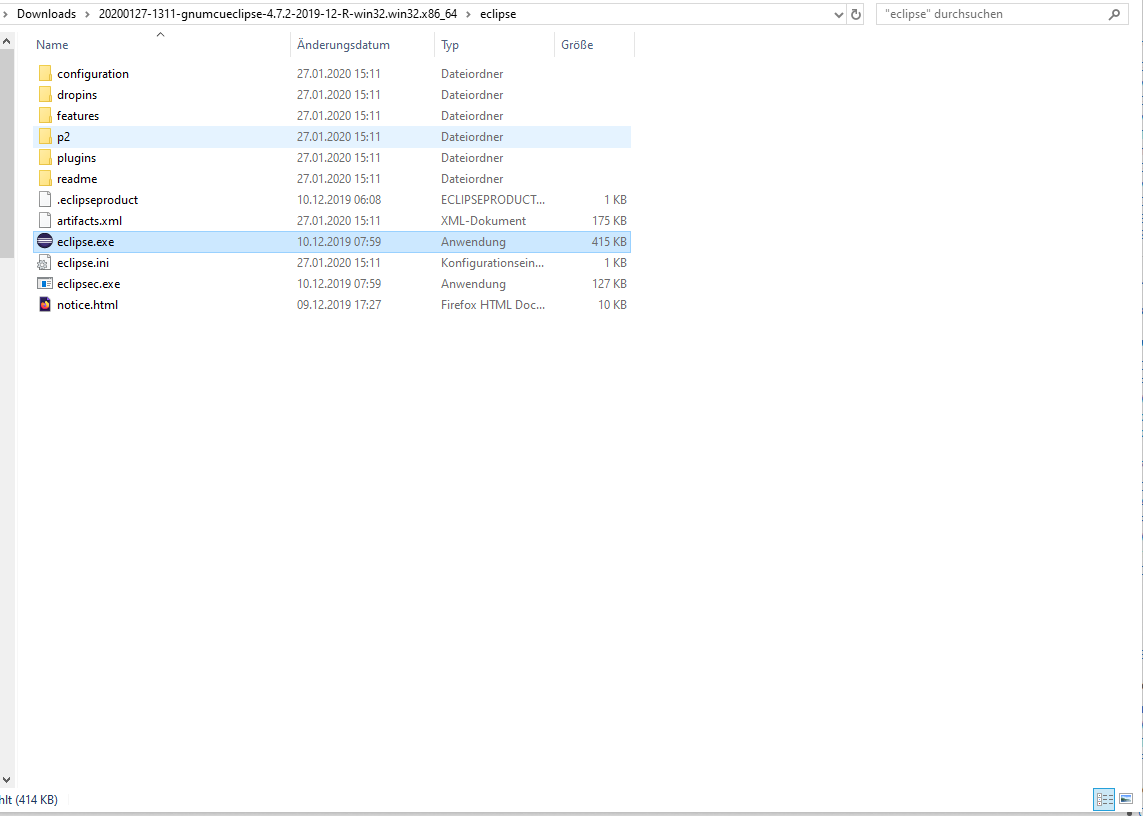 Downloads 20200127-1311-gnumcueclipse-4.7.2-2019-12-R-win32.win32.x86_64 eclipse "eclipse" durchsuchen
Name Änderungsdatum Typ Größe
configuration 27.01.2020 15:11 Dateiordner
dropins 27.01.2020 15:11 Dateiordner
features 27.01.2020 15:11 Dateiordner
p2 27.01.2020 15:11 Dateiordner
plugins 27.01.2020 15:11 Dateiordner
readme 27.01.2020 15:11 Dateiordner
.eclipseproduct 10.12.2019 06:08 ECLIPSEPRODUCT... 1 KB
artifacts.xml 27.01.2020 15:11 XML-Dokument 175 KB
eclipse.exe 10.12.2019 07:59 Anwendung 415 KB
eclipse.ini 27.01.2020 15:11 Konfigurationsein... 1 KB
eclipsec.exe 10.12.2019 07:59 Anwendung 127 KB
notice.html 09.12.2019 17:27 Firefox HTML Doc... 10 KB
hlt (414 KB)